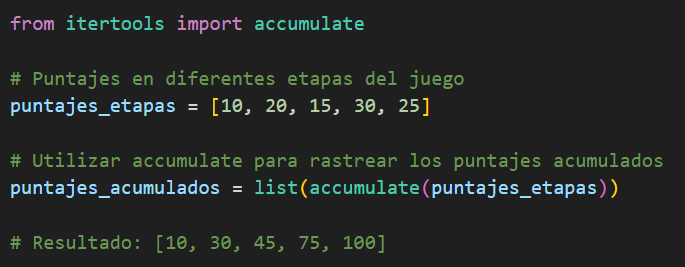 from itertools import accumulate
# Puntajes en diferentes etapas del juego
puntajes_etapas = [10, 20, 15, 30, 25]
# Utilizar accumulate para rastrear los puntajes acumulados
puntajes_acumulados = list(accumulate(puntajes_etapas))
# Resultado: [10, 30, 45, 75, 100]